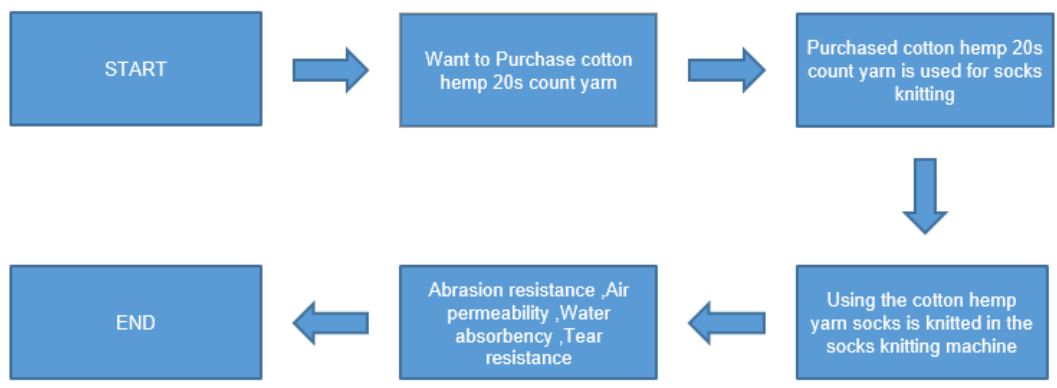 START
Want to Purchase cotton
hemp 20s count yarn
Purchased cotton hemp 20s
count yarn is used for socks
knitting
Using the cotton hemp
yarn socks is knitted in the
socks knitting machine
Abrasion resistance ,Air
permeability ,Water
absorbency ,Tear
resistance
END